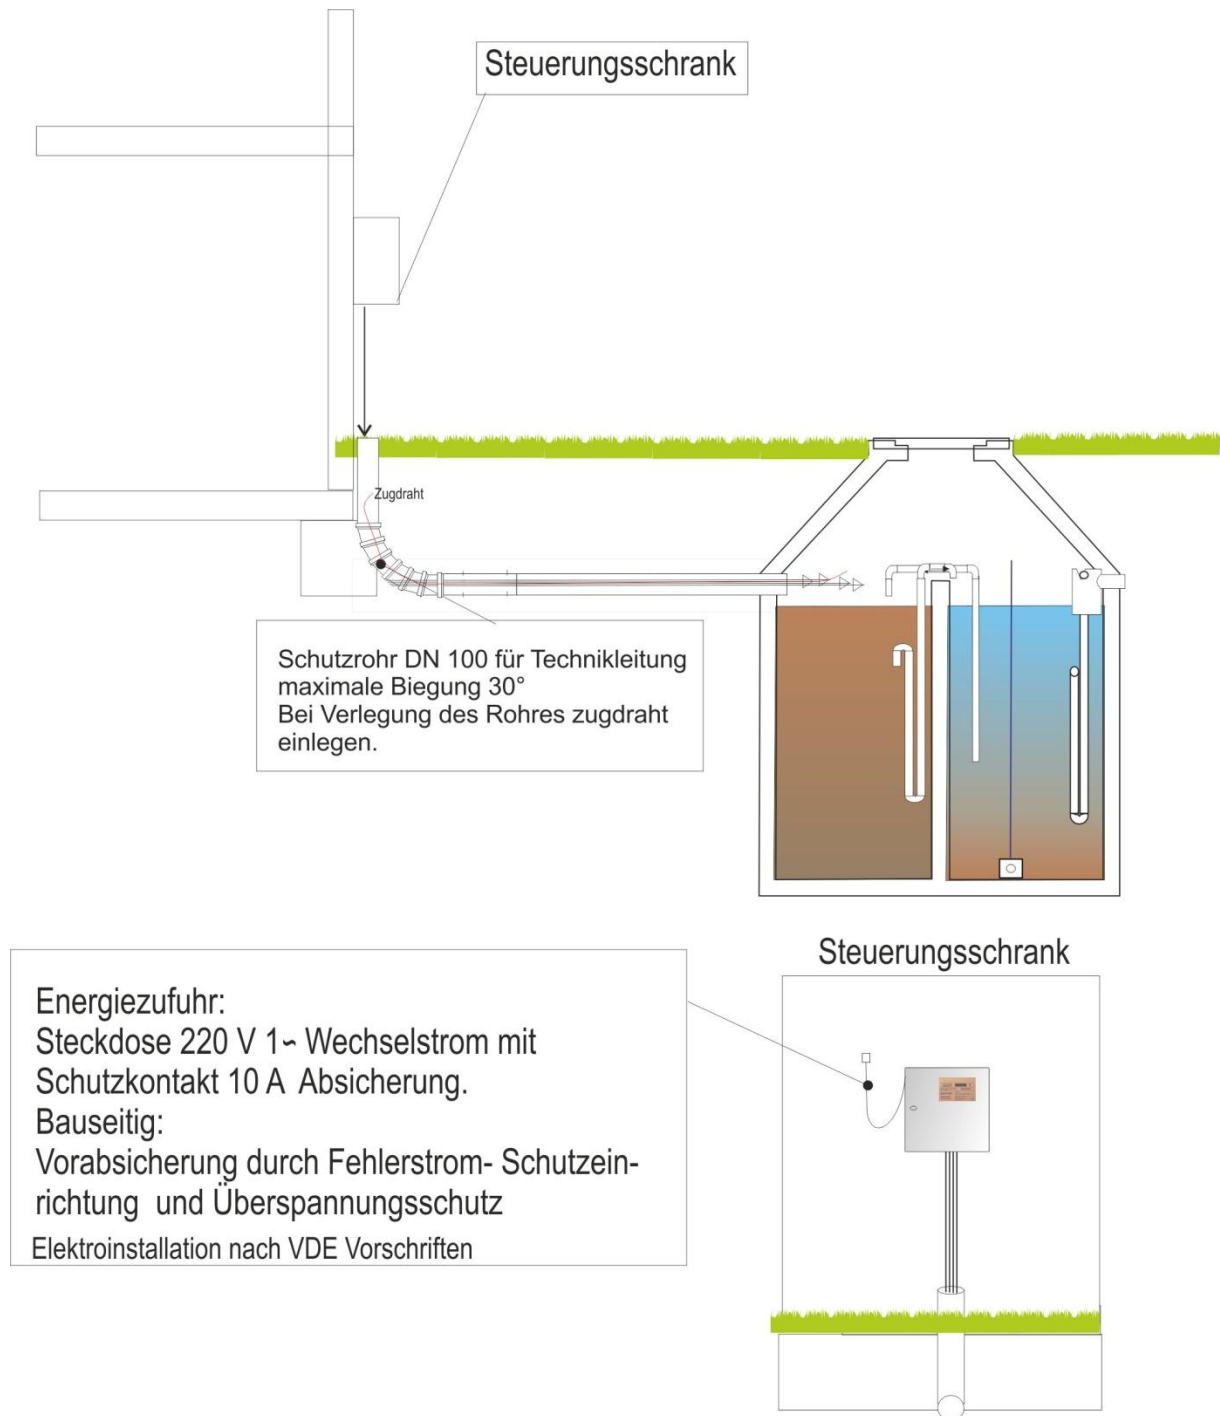 Steuerungsschrank
Zugdraht
Schutzrohr DN 100 für Technikleitung
maximale Biegung 30°
Bei Verlegung des Rohres zugdraht
einlegen.
Steuerungsschrank
Energiezufuhr:
Steckdose 220 V 1~ Wechselstrom mit
Schutzkontakt 10 A Absicherung.
Bauseitig:
Vorabsicherung durch Fehlerstrom- Schutzein-
richtung und Überspannungsschutz
Elektroinstallation nach VDE Vorschriften